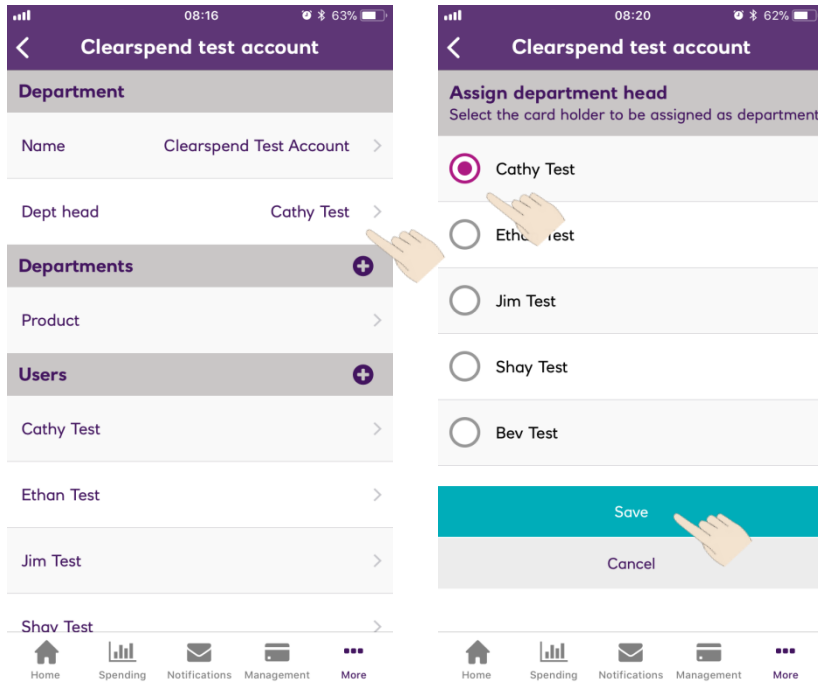 08:16
63%
Clearspend test account
Department
Name
Clearspend Test Account
Dept head
Cathy Test
Departments
Product
Users
Cathy Test
Ethan Test
Jim Test
Shay Test
Home
Spending
Notifications
Management
More
08:20
62%
Clearspend test account
Assign department head
Select the card holder to be assigned as department
Cathy Test
Test
Jim Test
Shay Test
Bev Test
Save
Cancel
Home
Spending
Notifications
Management
More